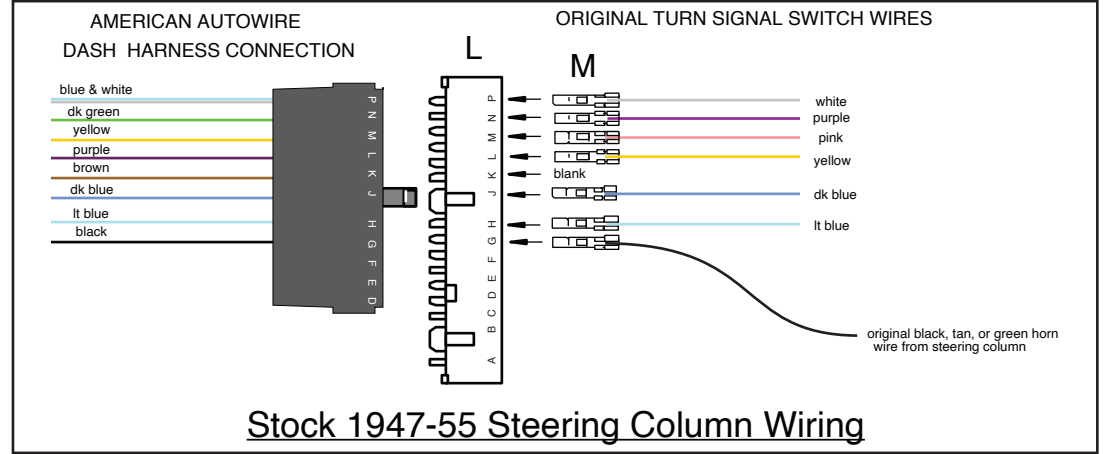 AMERICAN AUTOWIRE
DASH HARNESS CONNECTION
ORIGINAL TURN SIGNAL SWITCH WIRES
L
M
blue & white
dk green
yellow
purple
brown
dk blue
lt blue
black
P
N
M
L
K
J
H
G
F
E
D
P
N
M
L
K
J
H
G
F
E
D
C
B
A
white
purple
pink
yellow
blank
dk blue
lt blue
original black, tan, or green horn
wire from steering column
Stock 1947-55 Steering Column Wiring